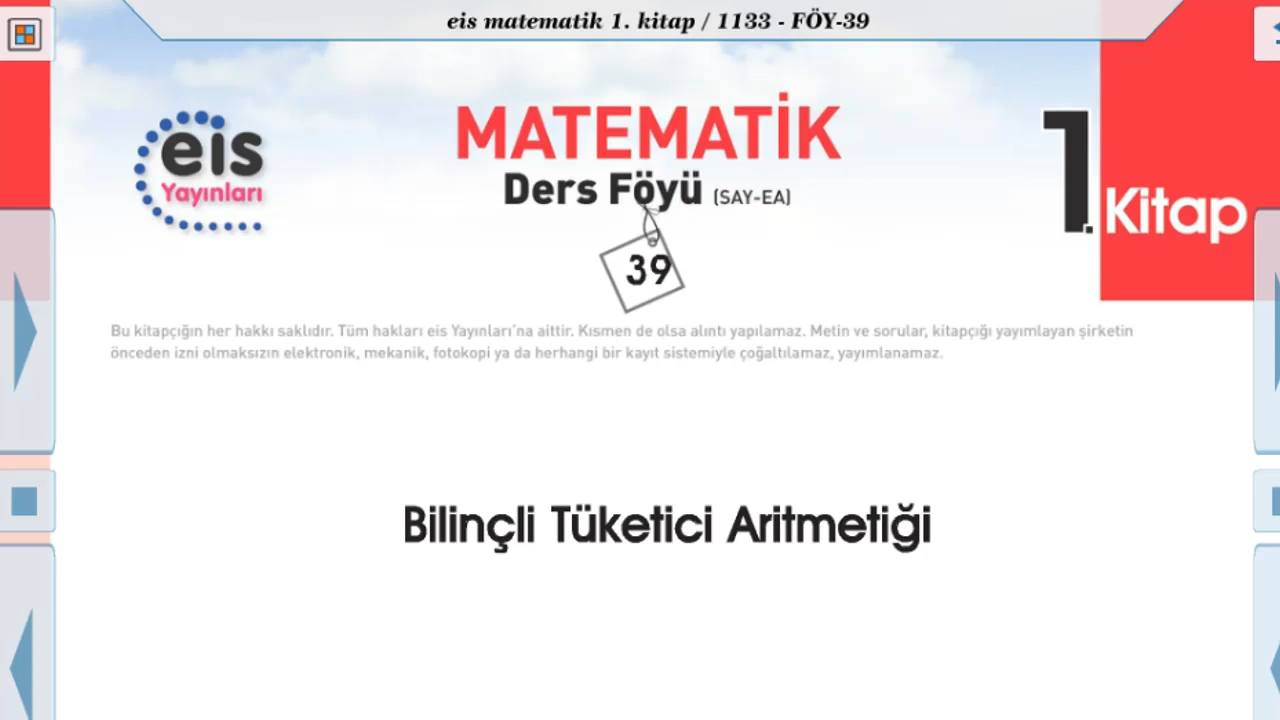 eis matematik 1. kitap / 1133 - FÖY-39
eis
Yayınları
MATEMATİK
Ders Föyü (SAY-EA)
39
1.
Kitap
Bu kitapçığın her hakkı saklıdır. Tüm hakları eis Yayınları'na aittir. Kısmen de olsa alıntı yapılamaz. Metin ve sorular, kitapçığı yayımlayan şirketin
önceden izni olmaksızın elektronik, mekanik, fotokopi ya da herhangi bir kayıt sistemiyle çoğaltılamaz, yayımlanamaz.
Bilinçli Tüketici Aritmetiği